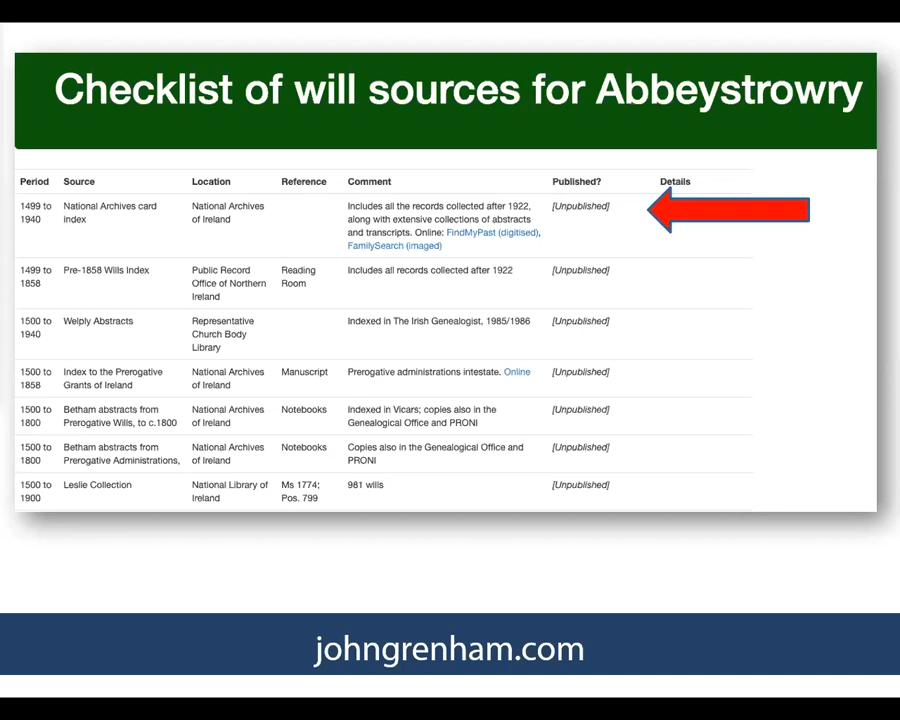 Checklist of will sources for Abbeystrowry
Period Source Location Reference Comment Published? Details
1499 to National Archives card National Archives Includes all the records collected after 1922, [Unpublished]
1940 index of Ireland along with extensive collections of abstracts
and transcripts. Online: FindMyPast (digitised),
FamilySearch (imaged)
1499 to Pre-1858 Wills Index Public Record Reading Includes all records collected after 1922 [Unpublished]
1858 Office of Northern Room
Ireland
1500 to Welply Abstracts Representative Indexed in The Irish Genealogist, 1985/1986 [Unpublished]
1940 Church Body
Library
1500 to Index to the Prerogative National Archives Manuscript Prerogative administrations intestate. Online [Unpublished]
1858 Grants of Ireland of Ireland
1500 to Betham abstracts from National Archives Notebooks Indexed in Vicars; copies also in the [Unpublished]
1800 Prerogative Wills, to c.1800 of Ireland Genealogical Office and PRONI
1500 to Betham abstracts from National Archives Notebooks Copies also in the Genealogical Office and [Unpublished]
1800 Prerogative Administrations, of Ireland PRONI
1500 to Leslie Collection National Library of Ms 1774; 981 wills [Unpublished]
1900 Ireland Pos. 799
johngrenham.com